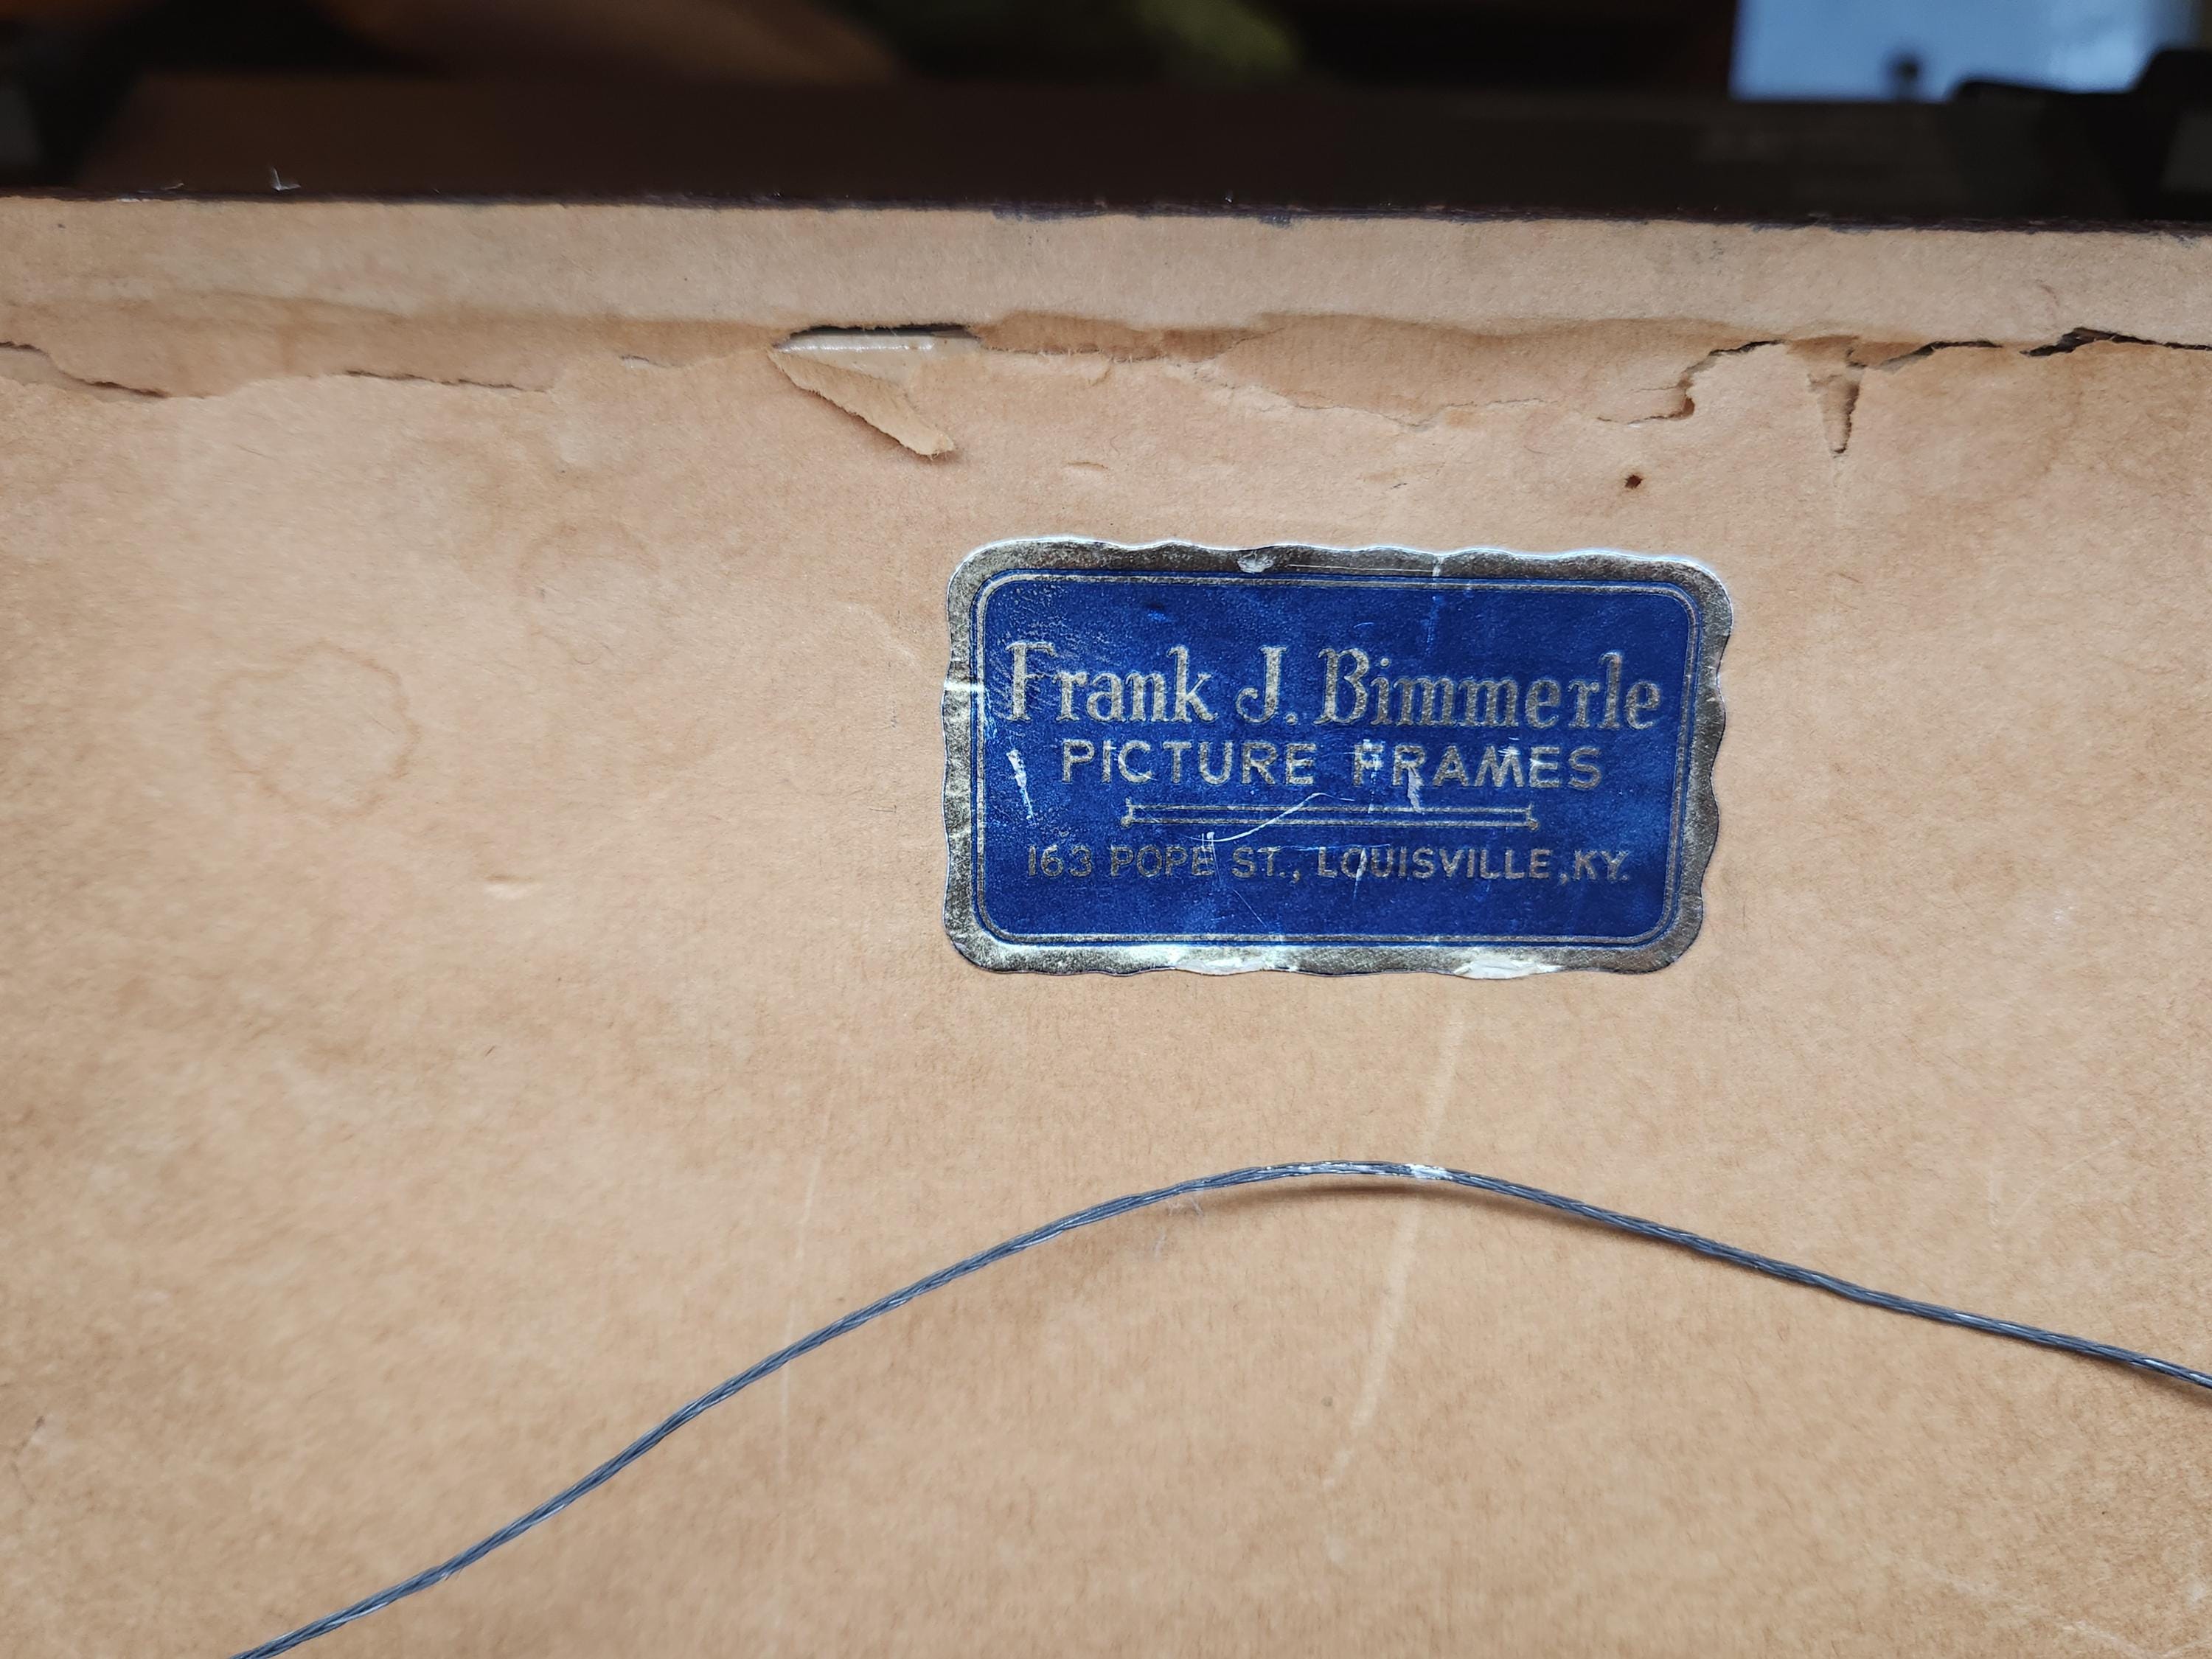 Frank J. Bimmerle
PICTURE FRAMES
163 POPE ST., LOUISVILLE, KY.